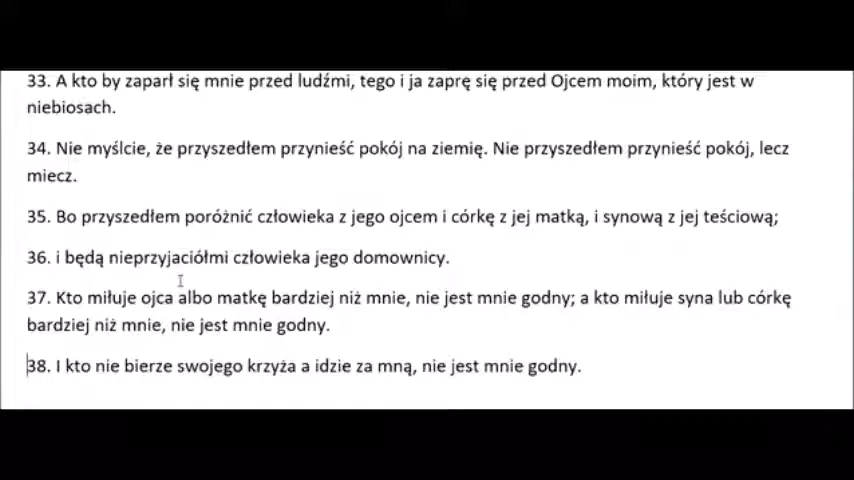 33. A kto by zaparł się mnie przed ludźmi, tego i ja zaprę się przed Ojcem moim, który jest w
niebiosach.
34. Nie myślcie, że przyszedłem przynieść pokój na ziemię. Nie przyszedłem przynieść pokój, lecz
miecz.
35. Bo przyszedłem poróżnić człowieka z jego ojcem i córkę z jej matką, i synową z jej teściową;
36. i będą nieprzyjaciółmi człowieka jego domownicy.
37. Kto miłuje ojca albo matkę bardziej niż mnie, nie jest mnie godny; a kto miłuje syna lub córkę
bardziej niż mnie, nie jest mnie godny.
38. I kto nie bierze swojego krzyża a idzie za mną, nie jest mnie godny.